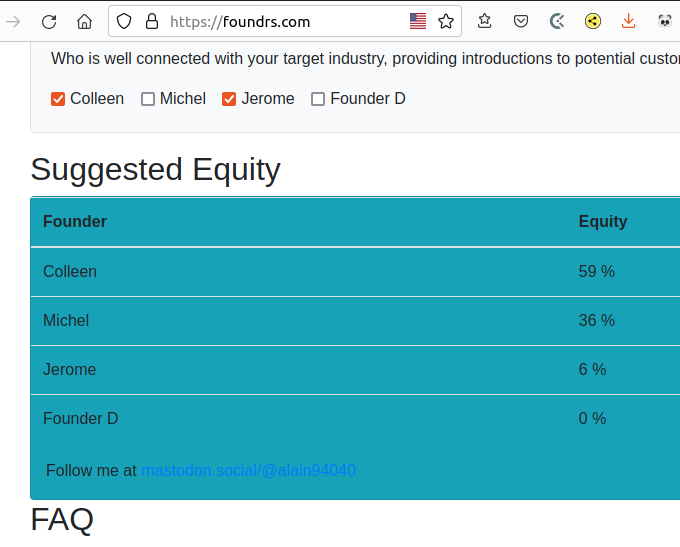 https://foundrs.com
Who is well connected with your target industry, providing introductions to potential
Colleen Michel Jerome Founder D
Suggested Equity
Founder Equity
Colleen 59 %
Michel 36 %
Jerome 6 %
Founder D 0 %
Follow me at mastodon.social/@alain94040
FAQ